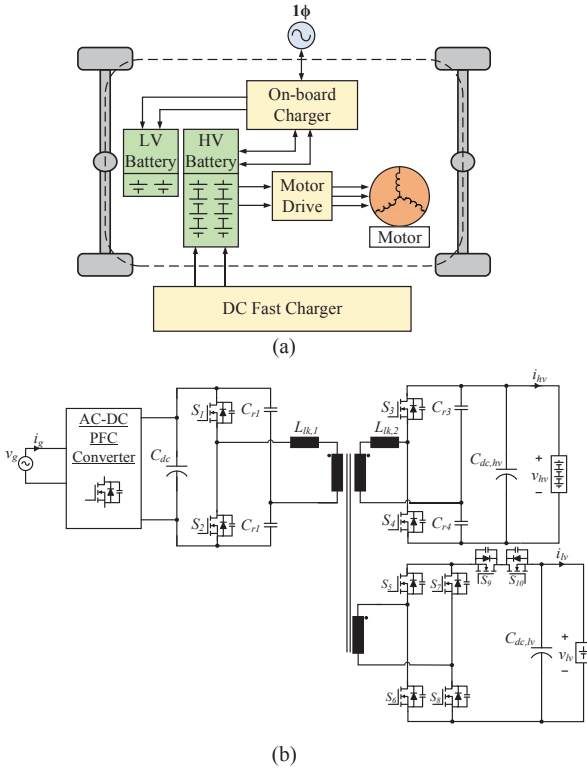 1ϕ
On-board
Charger
LV
Battery
HV
Battery
Motor
Drive
Motor
DC Fast Charger
(a)
AC-DC
PFC
Converter
v_g
i_g
C_dc
S_1
S_2
C_r1
C_r1
L_lk,1
L_lk,2
S_3
S_4
C_r3
C_r4
C_dc,hv
i_hv
+
v_hv
−
S_5
S_7
S_6
S_8
S_9
S_10
C_dc,lv
i_lv
+
v_lv
−
(b)